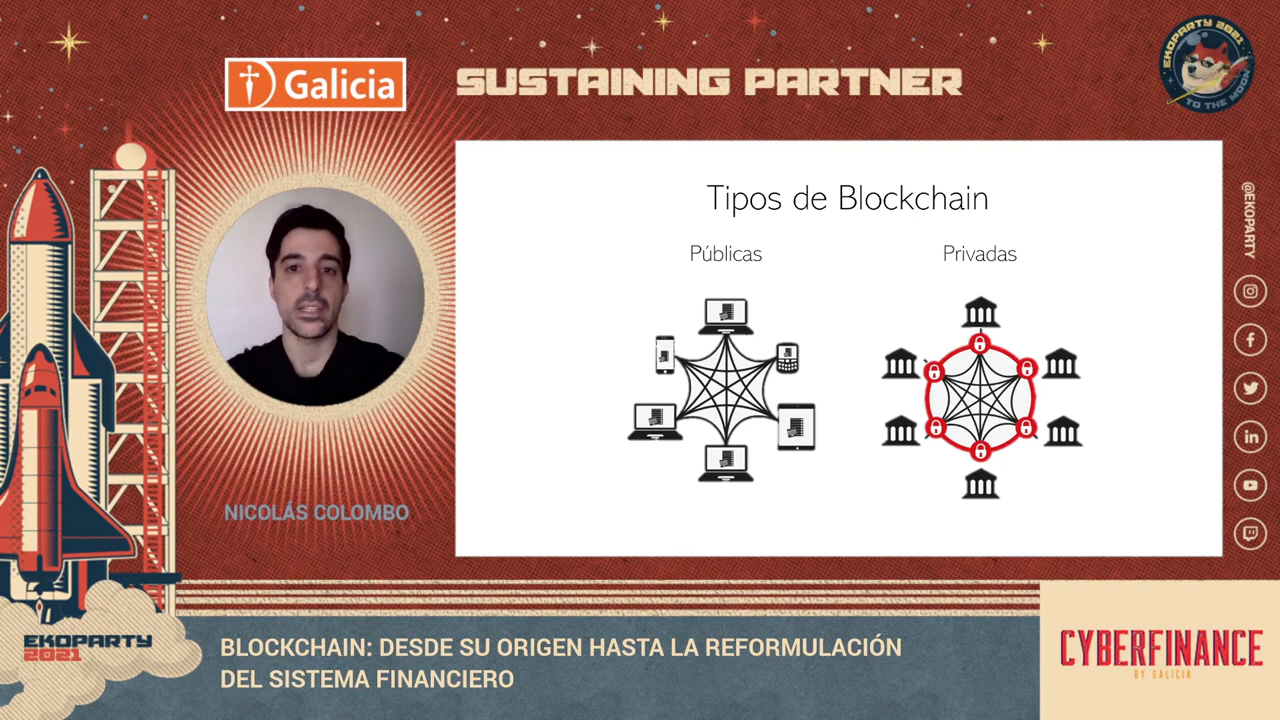 Galicia
SUSTAINING PARTNER
EKOPARTY 2021
TO THE MOON
Tipos de Blockchain
Públicas
Privadas
@EKOPARTY
NICOLÁS COLOMBO
EKOPARTY
2021
BLOCKCHAIN: DESDE SU ORIGEN HASTA LA REFORMULACIÓN
DEL SISTEMA FINANCIERO
CYBERFINANCE
BY GALICIA